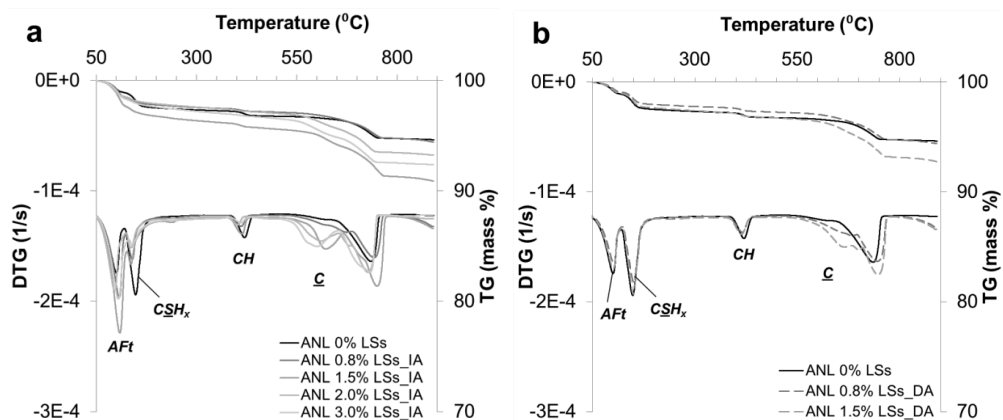 a
Temperature (⁰C)
50 300 550 800
0E+0
-1E-4
-2E-4
-3E-4
DTG (1/s)
100
90
80
70
TG (mass %)
AFt
CSHx
CH
C
ANL 0% LSs
ANL 0.8% LSs_IA
ANL 1.5% LSs_IA
ANL 2.0% LSs_IA
ANL 3.0% LSs_IA
b
Temperature (⁰C)
50 300 550 800
0E+0
-1E-4
-2E-4
-3E-4
DTG (1/s)
100
90
80
70
TG (mass %)
AFt
CSHx
CH
C
ANL 0% LSs
ANL 0.8% LSs_DA
ANL 1.5% LSs_DA